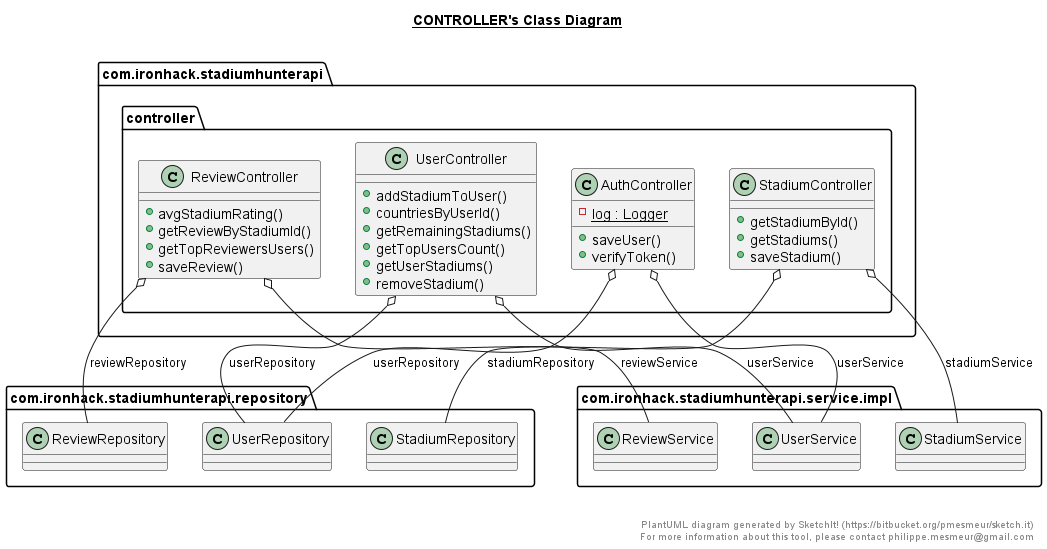 CONTROLLER's Class Diagram
com.ironhack.stadiumhunterapi
controller
C ReviewController
avgStadiumRating()
getReviewByStadiumId()
getTopReviewersUsers()
saveReview()
C UserController
addStadiumToUser()
countriesByUserId()
getRemainingStadiums()
getTopUsersCount()
getUserStadiums()
removeStadium()
C AuthController
log : Logger
saveUser()
verifyToken()
C StadiumController
getStadiumById()
getStadiums()
saveStadium()
reviewRepository
userRepository
userRepository
stadiumRepository
reviewService
userService
userService
stadiumService
com.ironhack.stadiumhunterapi.repository
C ReviewRepository
C UserRepository
C StadiumRepository
com.ironhack.stadiumhunterapi.service.impl
C ReviewService
C UserService
C StadiumService
PlantUML diagram generated by SketchIt! (https://bitbucket.org/pmesmeur/sketch.it)
For more information about this tool, please contact philippe.mesmeur@gmail.com